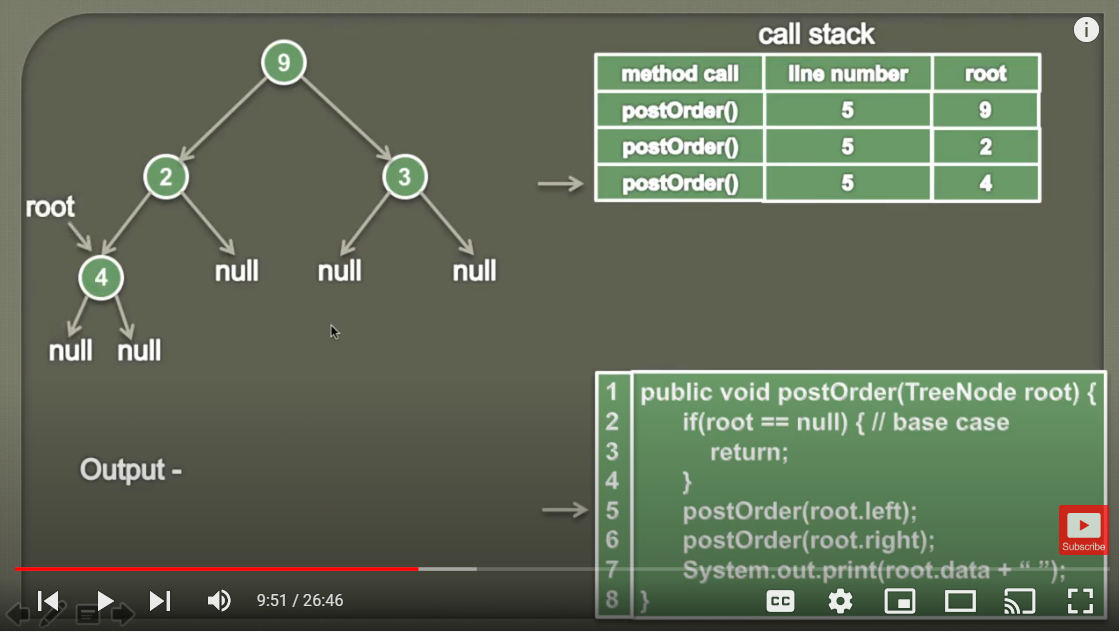 call stack
method call line number root
postOrder() 5 9
postOrder() 5 2
postOrder() 5 4
9
2
3
root
4
null
null
null
null
null
Output -
1 public void postOrder(TreeNode root) {
2 if(root == null) { // base case
3 return;
4 }
5 postOrder(root.left);
6 postOrder(root.right);
7 System.out.print(root.data + “ ”);
8 }
Subscribe
9:51 / 26:46
CC
i